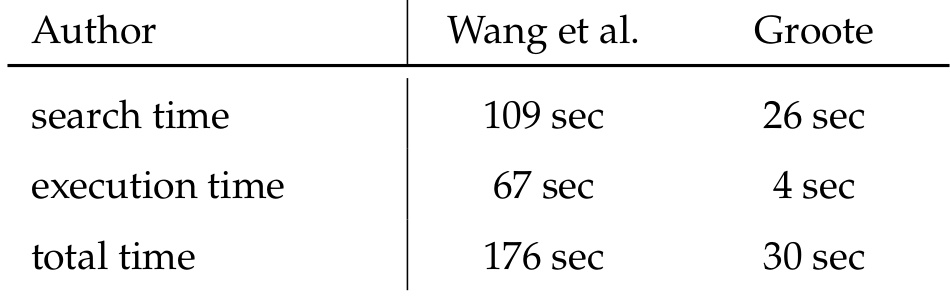 Author Wang et al. Groote
search time 109 sec 26 sec
execution time 67 sec 4 sec
total time 176 sec 30 sec